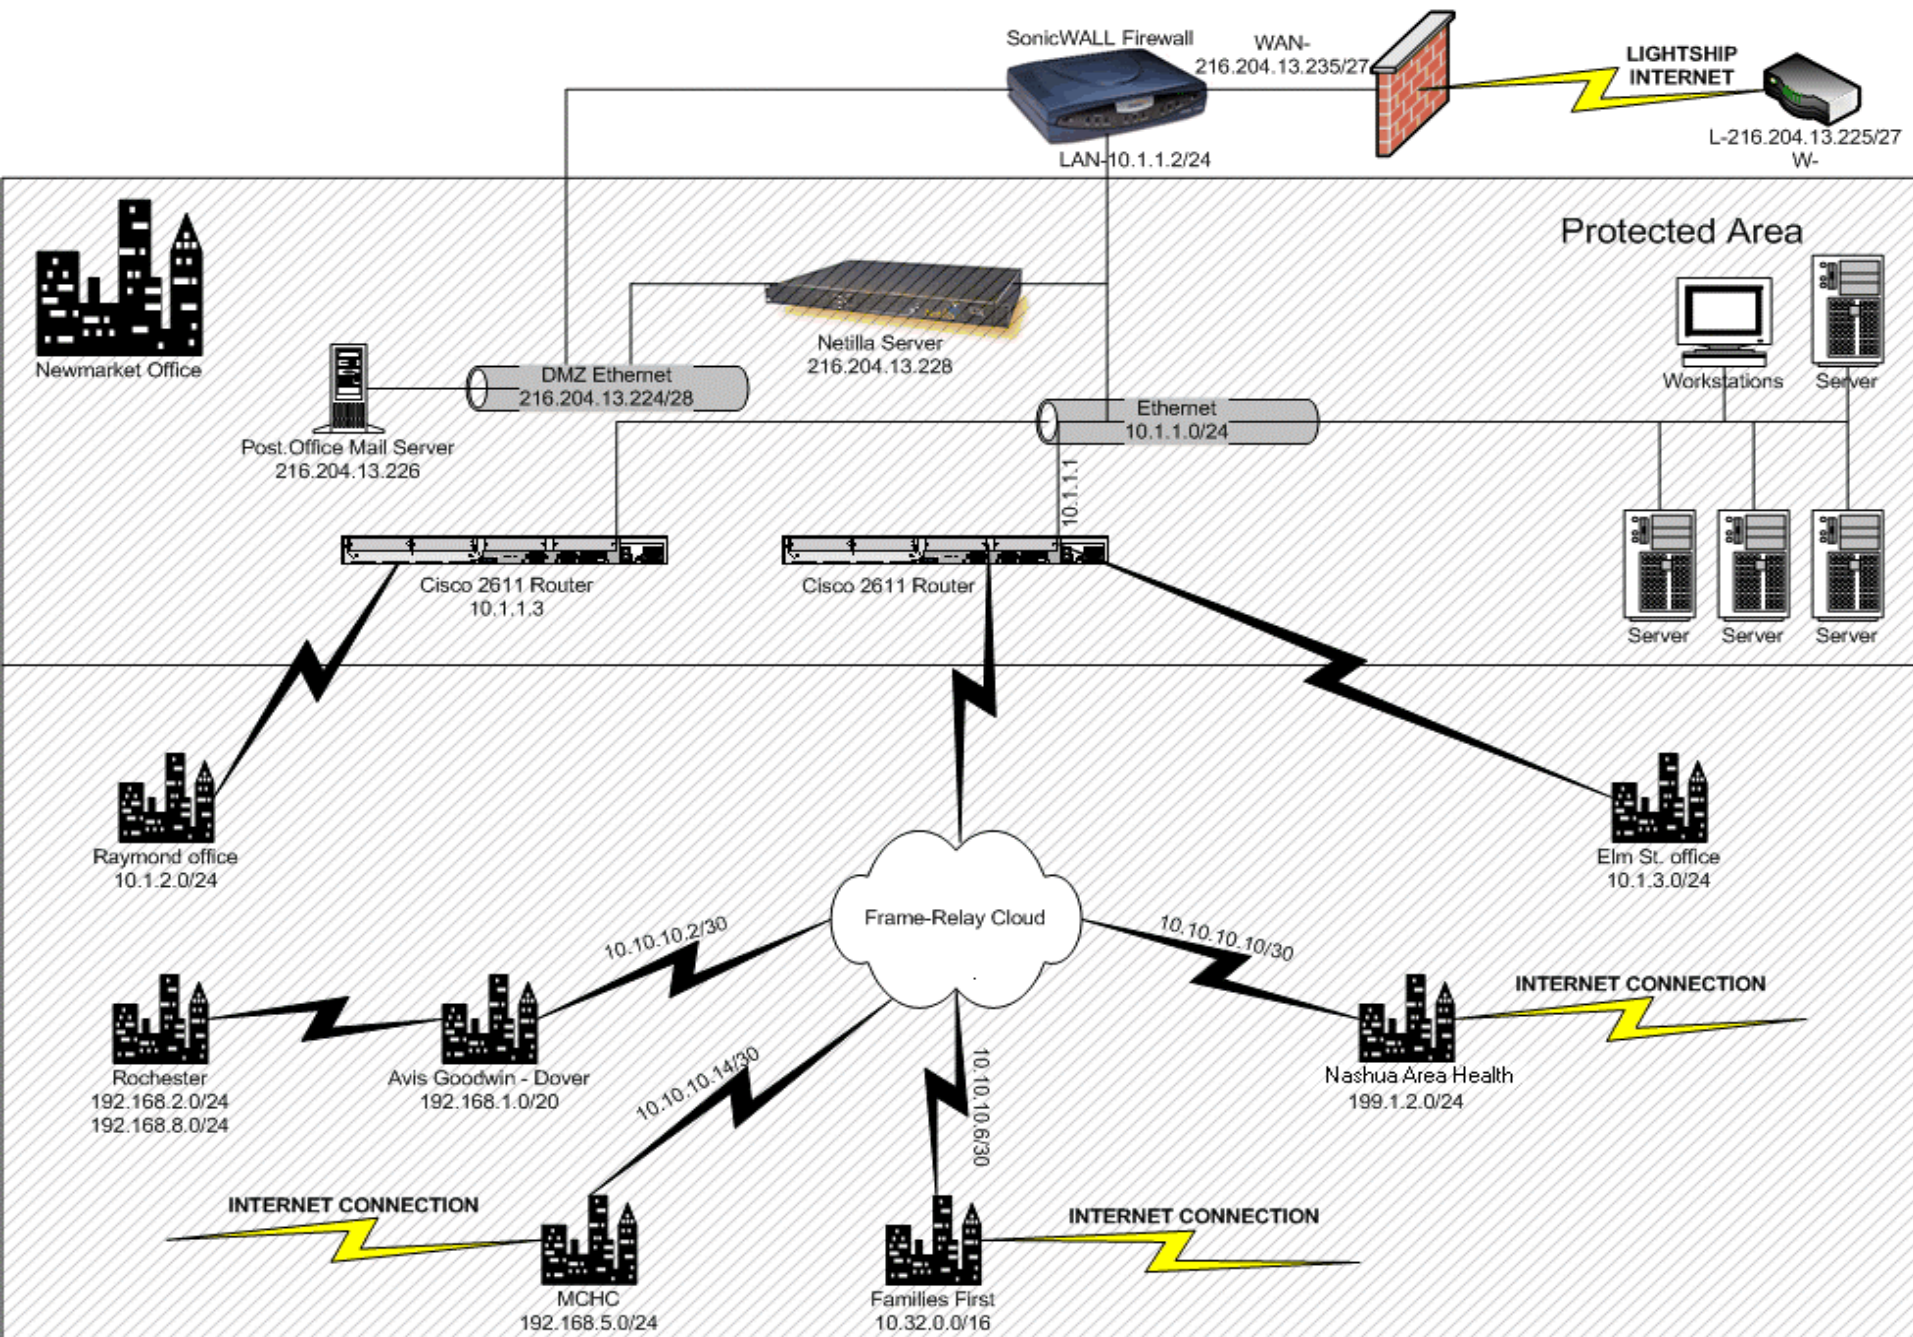 SonicWALL Firewall
WAN-
216.204.13.235/27
LIGHTSHIP
INTERNET
L-216.204.13.225/27
W-
LAN-10.1.1.2/24
Protected Area
Newmarket Office
Netilla Server
216.204.13.228
DMZ Ethernet
216.204.13.224/28
Post.Office Mail Server
216.204.13.226
Ethernet
10.1.1.0/24
Workstations
Server
10.1.1.1
Cisco 2611 Router
10.1.1.3
Cisco 2611 Router
Server
Server
Server
Raymond office
10.1.2.0/24
Elm St. office
10.1.3.0/24
Frame-Relay Cloud
10.10.10.2/30
10.10.10.10/30
INTERNET CONNECTION
Rochester
192.168.2.0/24
192.168.8.0/24
Avis Goodwin - Dover
192.168.1.0/20
10.10.10.14/30
10.10.10.6/30
Nashua Area Health
199.1.2.0/24
INTERNET CONNECTION
INTERNET CONNECTION
MCHC
192.168.5.0/24
Families First
10.32.0.0/16